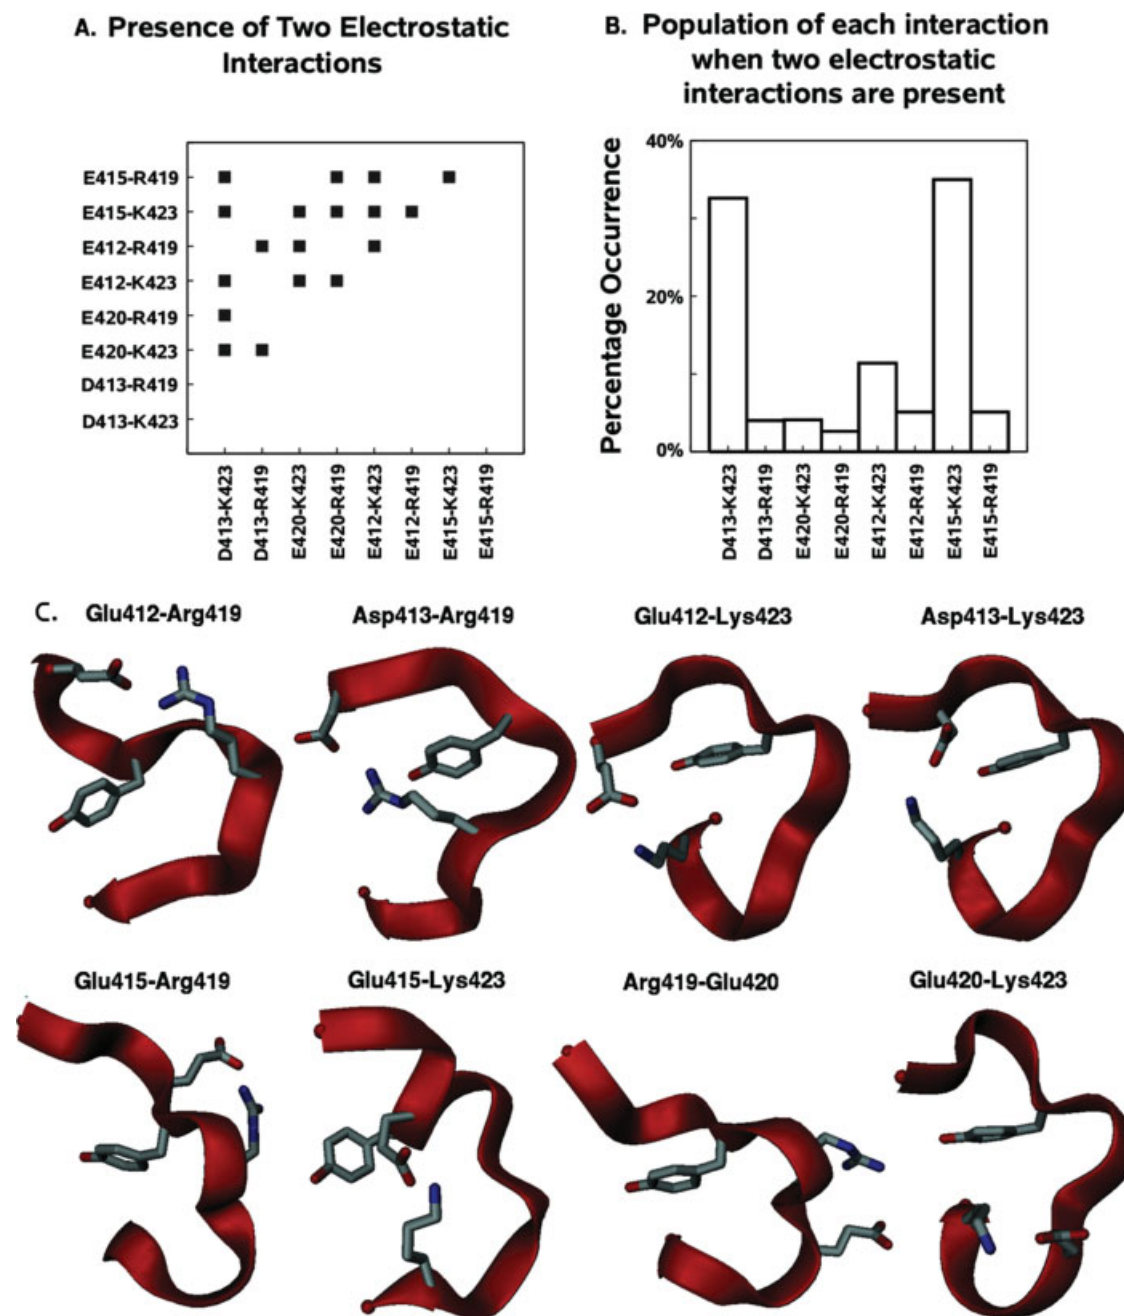 A. Presence of Two Electrostatic
Interactions
E415-R419
E415-K423
E412-R419
E412-K423
E420-R419
E420-K423
D413-R419
D413-K423
D413-K423
D413-R419
E420-K423
E420-R419
E412-K423
E412-R419
E415-K423
E415-R419
B. Population of each interaction
when two electrostatic
interactions are present
Percentage Occurrence
40%
20%
0%
D413-K423
D413-R419
E420-K423
E420-R419
E412-K423
E412-R419
E415-K423
E415-R419
C. Glu412-Arg419
Asp413-Arg419
Glu412-Lys423
Asp413-Lys423
Glu415-Arg419
Glu415-Lys423
Arg419-Glu420
Glu420-Lys423